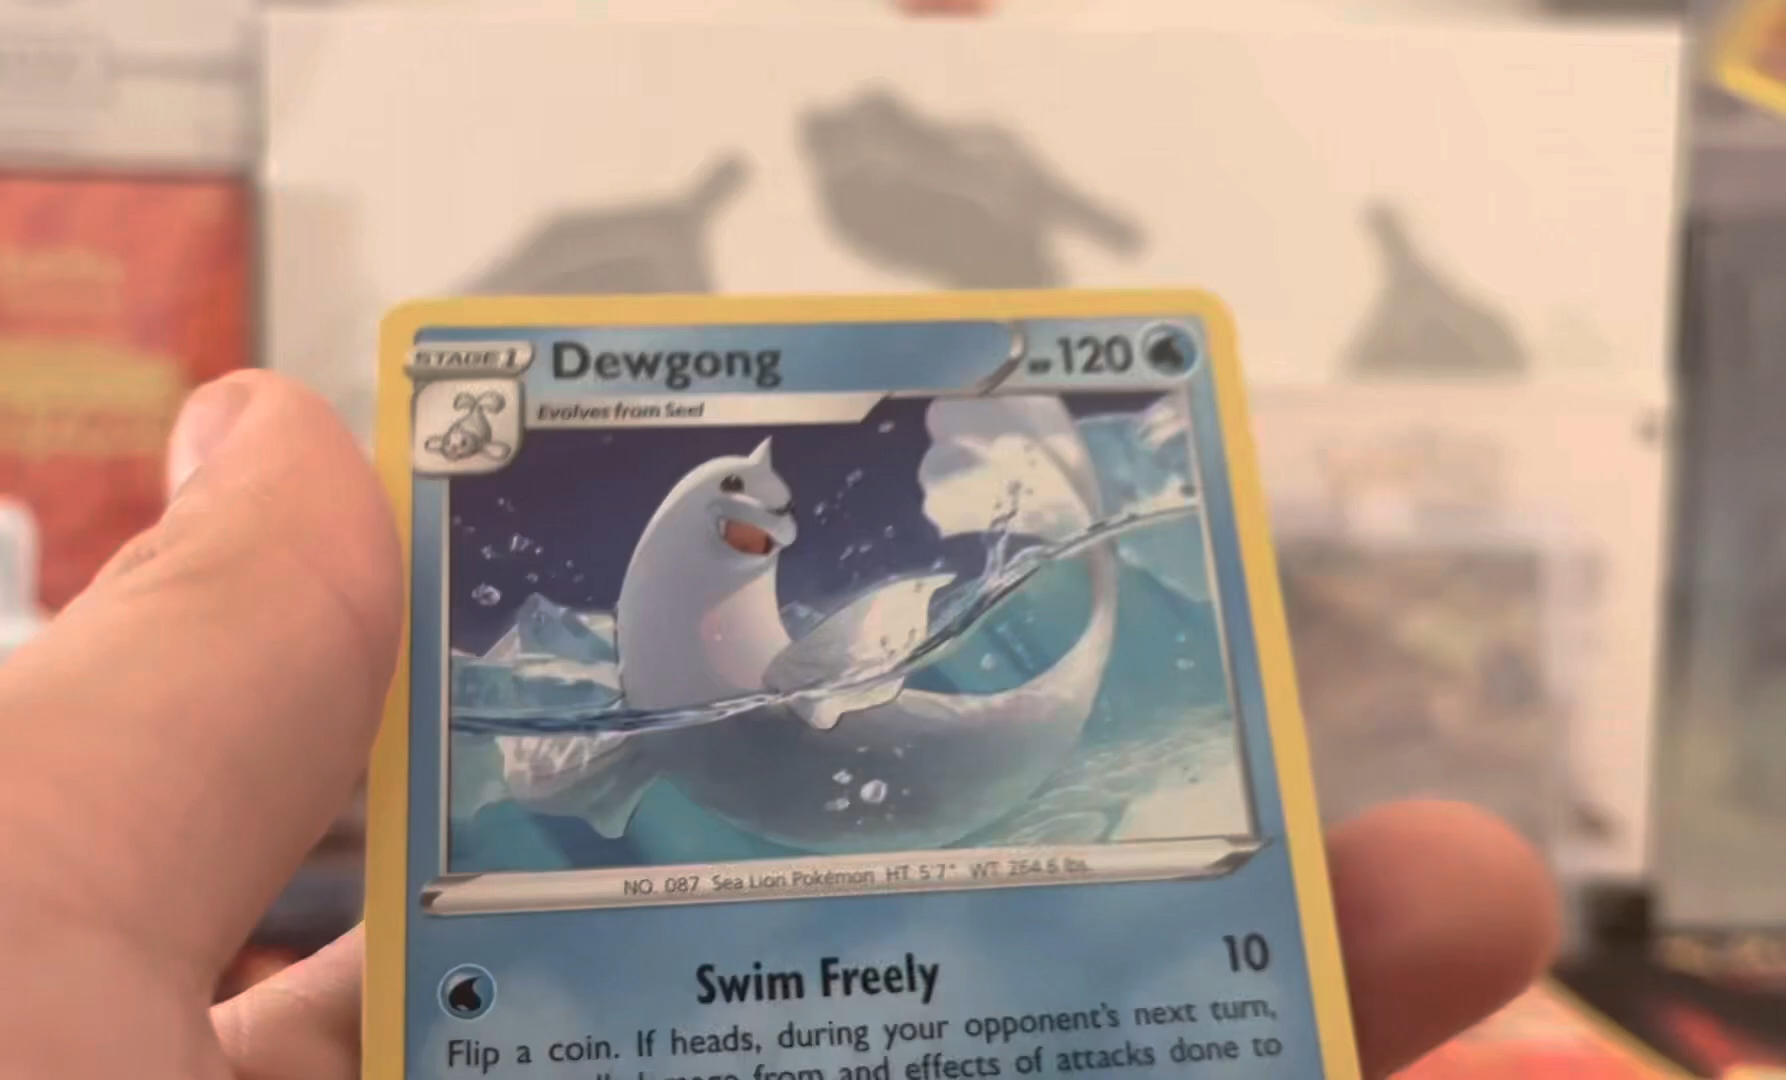 STAGE 1
Dewgong
HP 120
Evolves from Seel
NO. 087 Sea Lion Pokémon HT 5'7" WT 264.6 lbs.
Swim Freely 10
Flip a coin. If heads, during your opponent's next turn,
damage from and effects of attacks done to